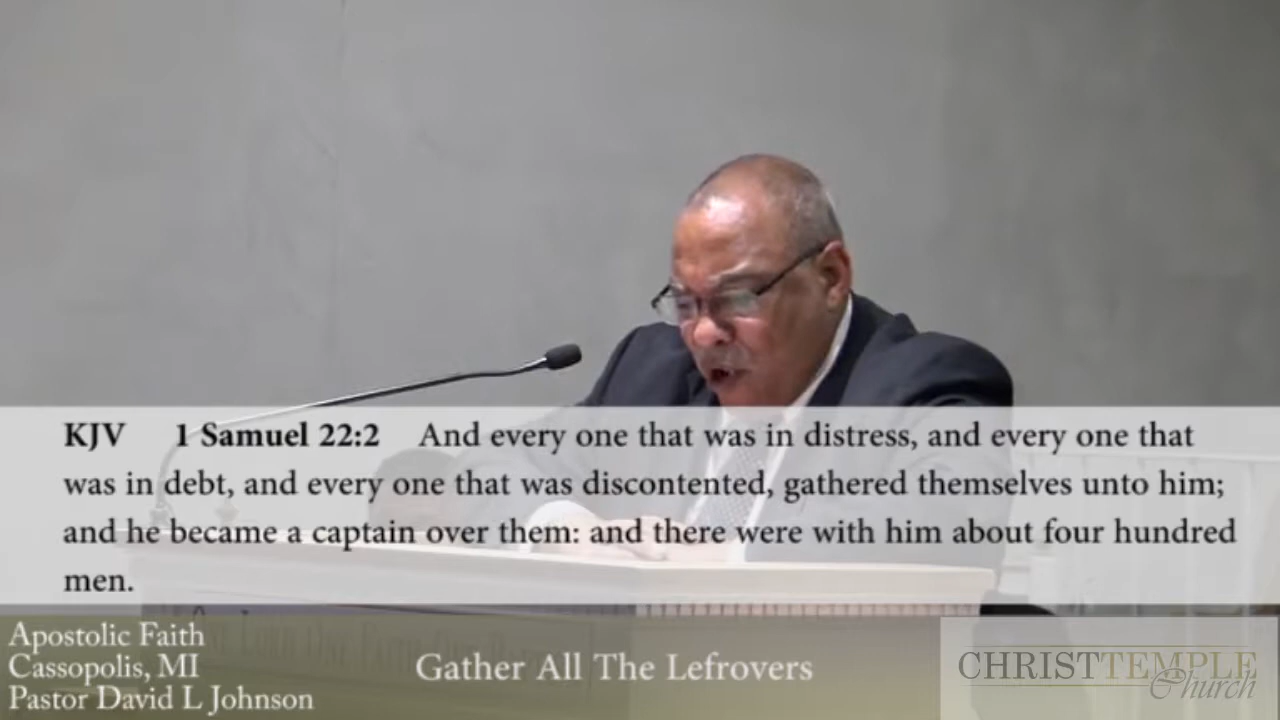 KJV 1 Samuel 22:2 And every one that was in distress, and every one that
was in debt, and every one that was discontented, gathered themselves unto him;
and he became a captain over them: and there were with him about four hundred
men.
Apostolic Faith
Cassopolis, MI
Pastor David L Johnson
Gather All The Lefrovers
CHRISTTEMPLE
Church